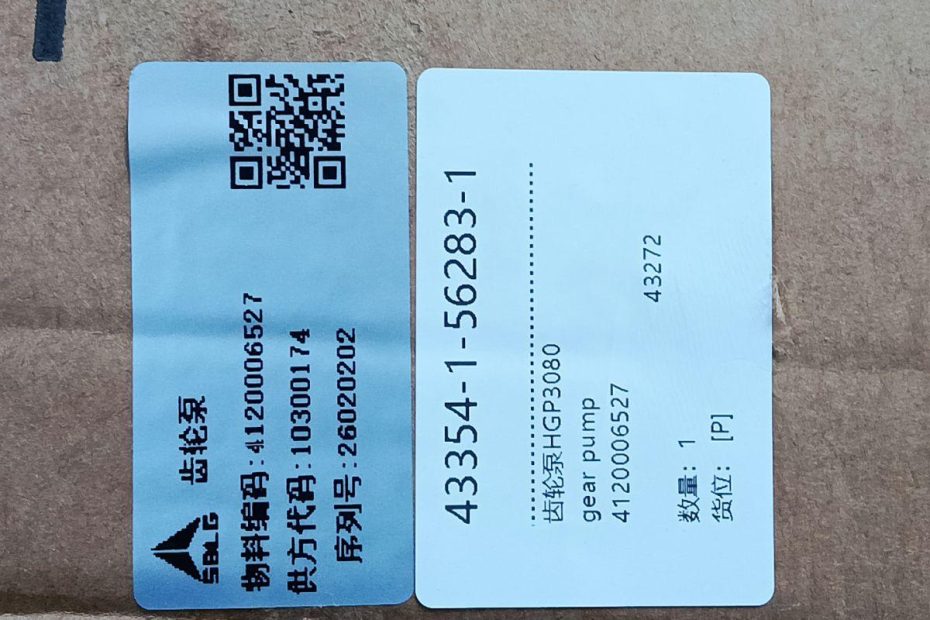 SDLG
齿轮泵
物料编码:4120006527
供方代码:10300174
序列号:26020202
43354-1-56283-1
齿轮泵HGP3080
gear pump
4120006527
43272
数量: 1
货位: [P]